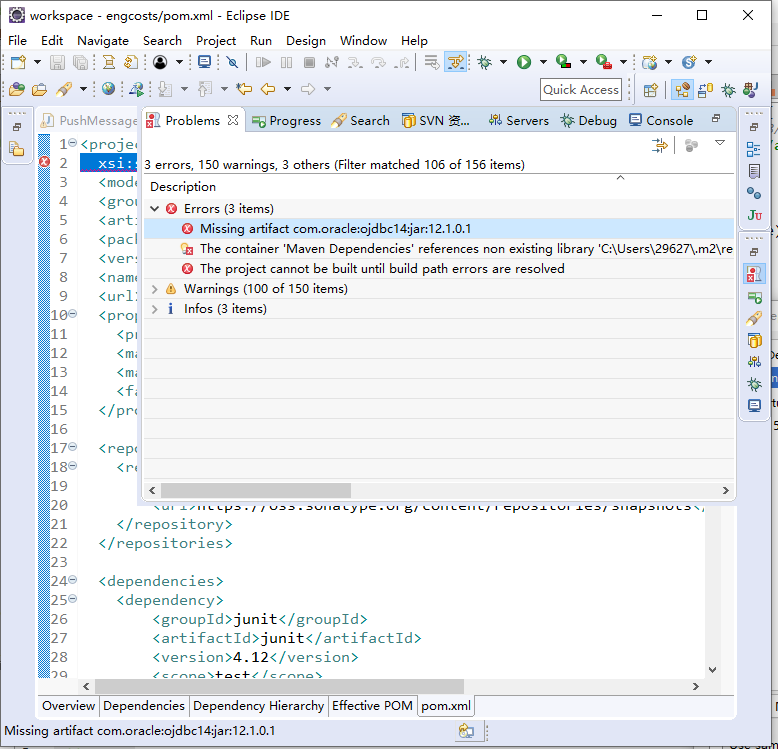 workspace - engcosts/pom.xml - Eclipse IDE
File Edit Navigate Search Project Run Design Window Help
Quick Access
PushMessage
Problems Progress Search SVN 资... Servers Debug Console
3 errors, 150 warnings, 3 others (Filter matched 106 of 156 items)
Description
Errors (3 items)
Missing artifact com.oracle:ojdbc14:jar:12.1.0.1
The container 'Maven Dependencies' references non existing library 'C:\Users\29627\.m2\re
The project cannot be built until build path errors are resolved
Warnings (100 of 150 items)
Infos (3 items)
1 <projec
2 xsi:s
3 <mode
4 <grou
5 <arti
6 <pack
7 <vers
8 <name
9 <url>
10 <prop
11 <pr
12 <ma
13 <ma
14 <fa
15 </pro
16
17 <repo
18 <re
19
20 <url>https://oss.sonatype.org/content/repositories/snapshots</
21 </repository>
22 </repositories>
23
24 <dependencies>
25 <dependency>
26 <groupId>junit</groupId>
27 <artifactId>junit</artifactId>
28 <version>4.12</version>
29 <scope>test</scope>
Overview Dependencies Dependency Hierarchy Effective POM pom.xml
Missing artifact com.oracle:ojdbc14:jar:12.1.0.1